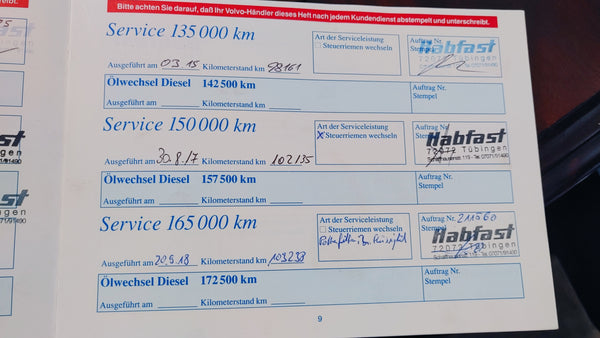 Bitte achten Sie darauf, daß Ihr Volvo-Händler dieses Heft nach jedem Kundendienst abstempelt und unterschreibt.
Service 135 000 km
Art der Serviceleistung
Steuerriemen wechseln
Auftrag Nr.
Stempel
Habfast
72072 Tübingen
Ausgeführt am 03.15 Kilometerstand km 98161
Ölwechsel Diesel 142 500 km
Auftrag Nr.
Stempel
Ausgeführt am Kilometerstand km
Service 150 000 km
Art der Serviceleistung
X Steuerriemen wechseln
Habfast
72072 Tübingen
Ausgeführt am 30.8.17 Kilometerstand km 102135
Ölwechsel Diesel 157 500 km
Auftrag Nr.
Stempel
Ausgeführt am Kilometerstand km
Service 165 000 km
Art der Serviceleistung
Steuerriemen wechseln
Auftrag Nr. 211560
Habfast
72072 Tübingen
Ausgeführt am 20.9.18 Kilometerstand km 103238
Ölwechsel Diesel 172 500 km
Auftrag Nr.
Stempel
Ausgeführt am Kilometerstand km
9